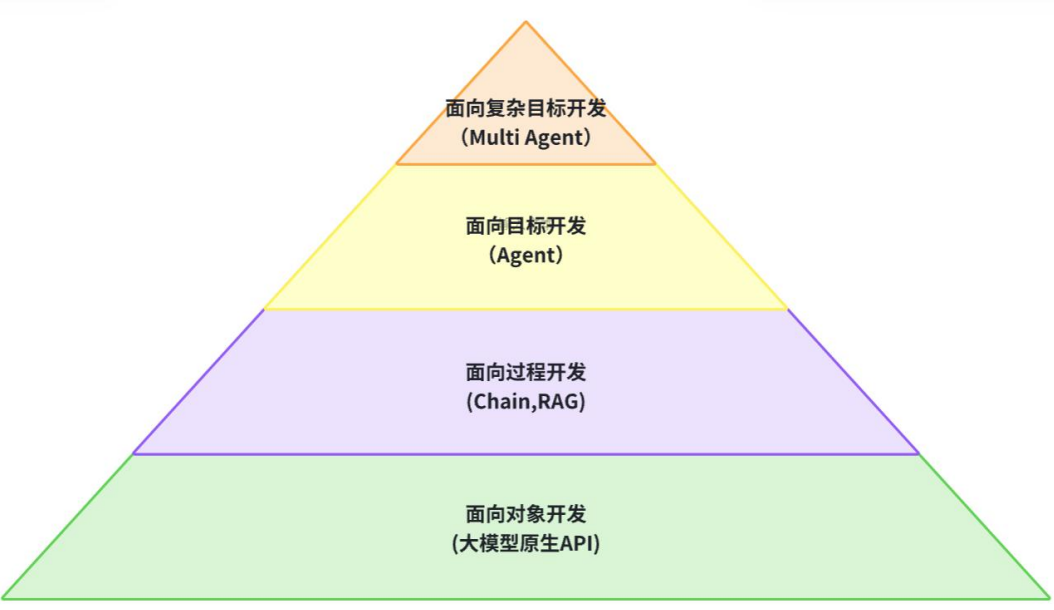 面向复杂目标开发
（Multi Agent）
面向目标开发
（Agent）
面向过程开发
(Chain,RAG)
面向对象开发
(大模型原生API)